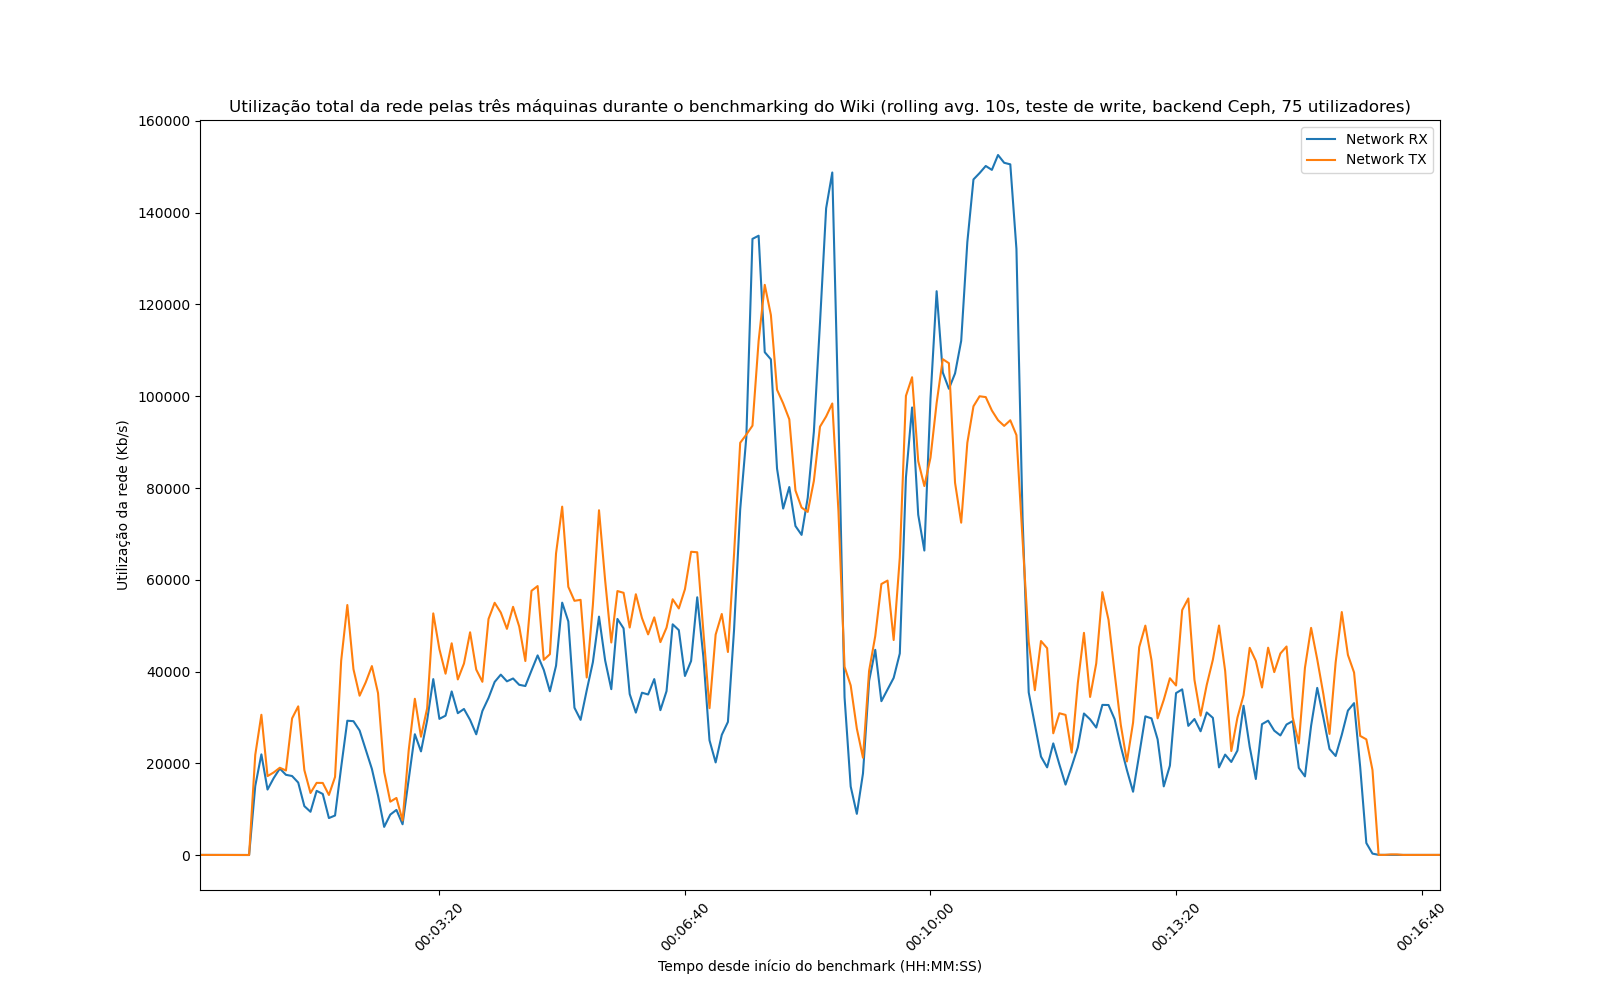 Utilização total da rede pelas três máquinas durante o benchmarking do Wiki (rolling avg. 10s, teste de write, backend Ceph, 75 utilizadores)
Network RX
Network TX
160000
140000
120000
100000
80000
60000
40000
20000
0
Utilização da rede (Kb/s)
00:03:20
00:06:40
00:10:00
00:13:20
00:16:40
Tempo desde início do benchmark (HH:MM:SS)